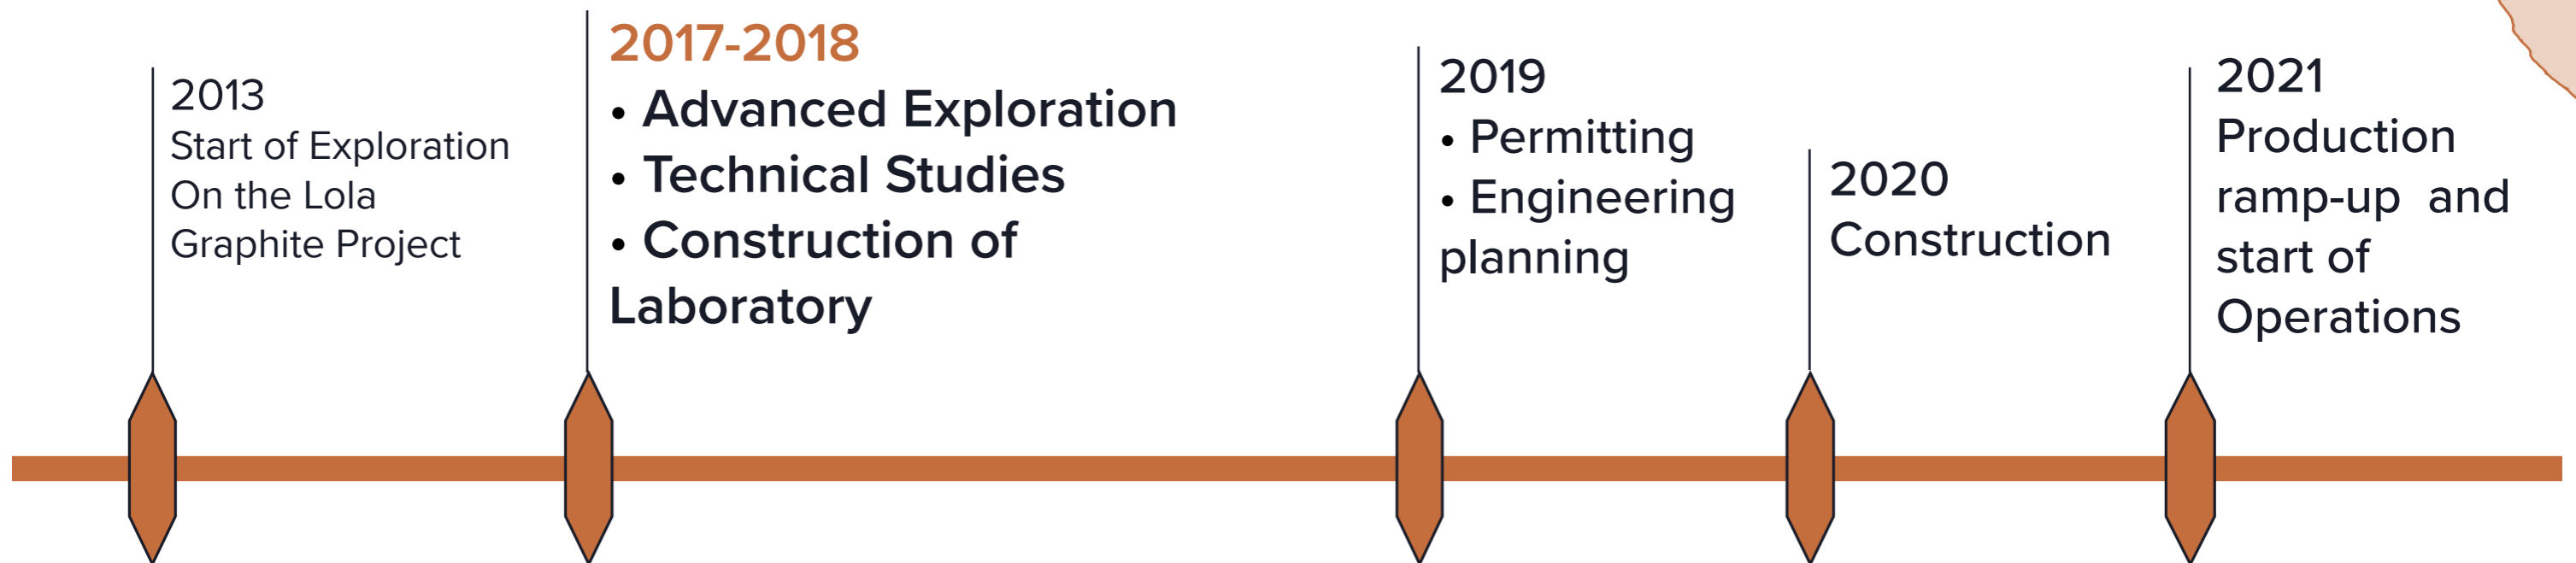 2013
Start of Exploration
On the Lola
Graphite Project
2017-2018
• Advanced Exploration
• Technical Studies
• Construction of
Laboratory
2019
• Permitting
• Engineering
planning
2020
Construction
2021
Production
ramp-up and
start of
Operations